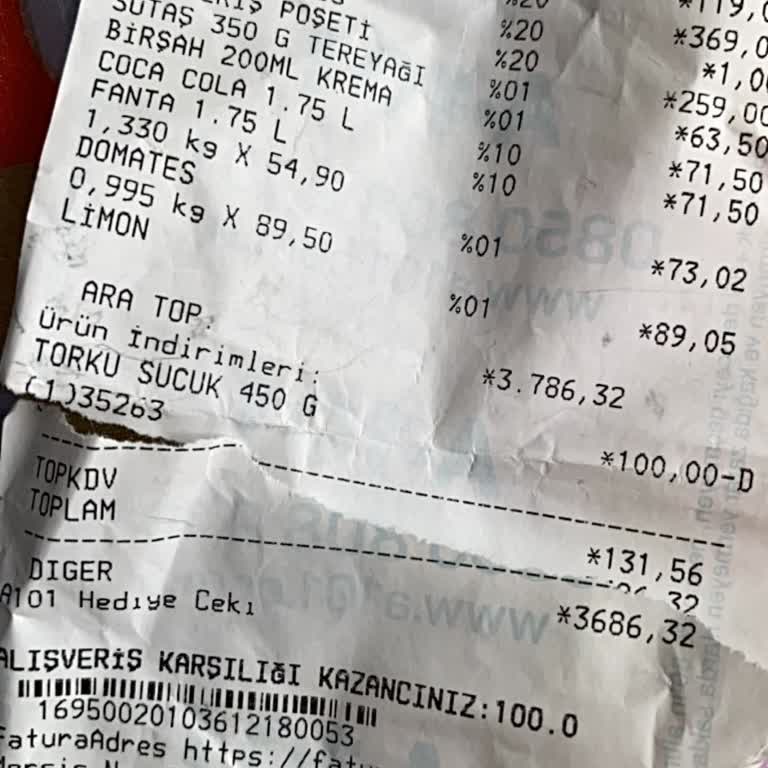 POŞETİ %20 *369,0
SÜTAŞ 350 G TEREYAĞI %20 *1,0
BİRŞAH 200ML KREMA %01 *259,00
COCA COLA 1.75 L %01 *63,50
FANTA 1.75 L %10 *71,50
1,330 kg X 54,90 %10 *71,50
DOMATES %01 *73,02
0,995 kg X 89,50
LİMON %01 *89,05
ARA TOP: *3.786,32
Ürün İndirimleri:
TORKU SUCUK 450 G *100,00-D
(1)35263
TOPKDV *131,56
TOPLAM
DIGER *3686,32
A101 Hediye Ceki
ALIŞVERİŞ KARŞILIĞI KAZANCINIZ:100.0
16950020103612180053
FaturaAdres https://fatu